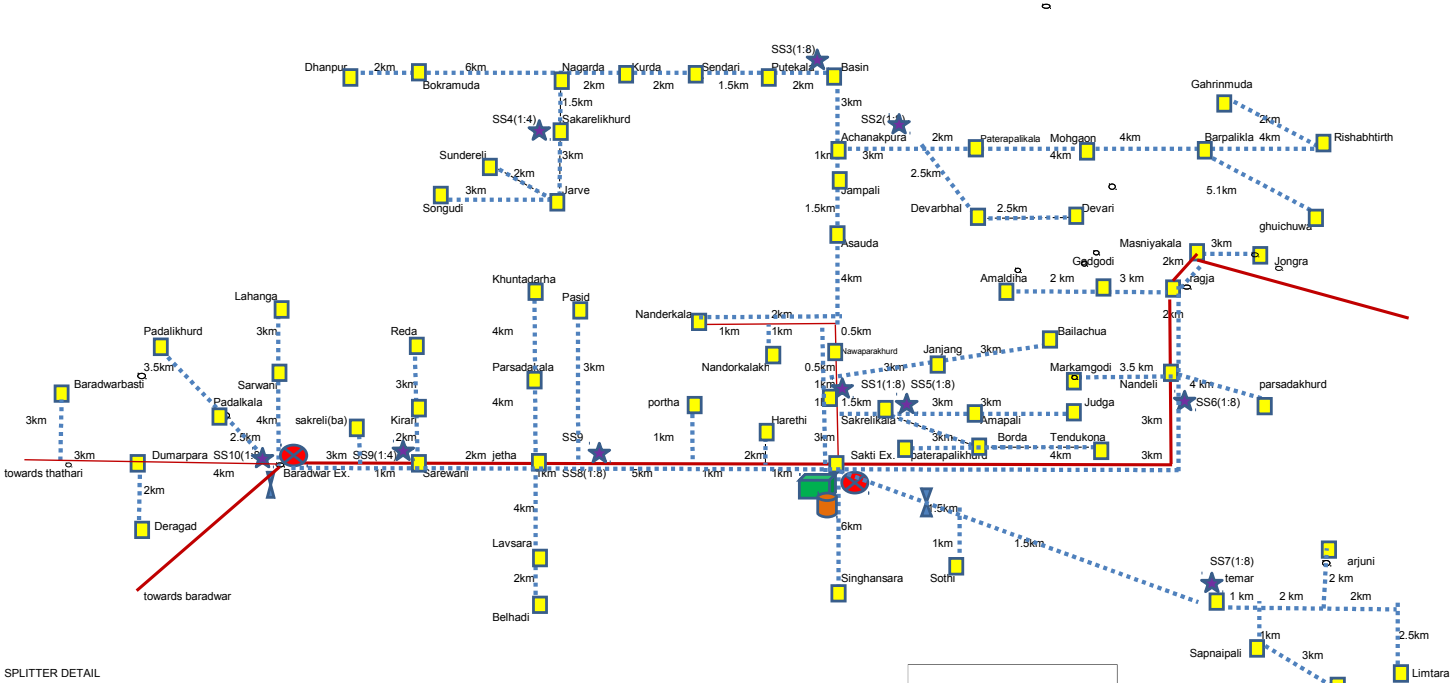 SS3(1:8)
Dhanpur 2km 6km Nagarda Kurda Sendari Putekala Basin
Bokramuda 2km 2km 1.5km 2km
Gahrinmuda
1.5km 3km
SS4(1:4) Sakarelikhurd SS2(1:8)
2km
Achanakpura 2km Paterapalikala Mohgaon 4km Barpalikla 4km Rishabhtirth
Sundereli 3km 1km 3km 4km
2km 2.5km
3km Jarve Jampali 5.1km
Songudi 1.5km Devarbhal 2.5km Devari
ghuichuwa
Asauda Masniyakala 3km
Gadgodi 2km Jongra
Khuntadarha 4km Amaldiha 2 km 3 km ragja
Lahanga Pasid
Nanderkala 2km 2km
Padalikhurd 3km Reda 4km 1km 1km 0.5km Bailachua
Nawaparakhurd Janjang 3km
3.5km 3km Nandorkalakh 0.5km 3km
Baradwarbasti Sarwani Parsadakala 1km SS1(1:8) SS5(1:8) Markamgodi 3.5 km Nandeli 4 km parsadakhurd
3km
Padalkala portha 1.5km 3km 3km Judga SS6(1:8)
3km 4km sakreli(ba) Kirari 4km Harethi Sakrelikala Amapali 3km
2.5km 2km 1km 3km 3km Borda Tendukona
SS9
3km Dumarpara SS10(1:8) 3km SS9(1:4) 2km jetha 2km Sakti Ex. paterapalikhurd 4km 3km
towards thathari 4km Baradwar Ex. 1km Sarewani 1km SS8(1:8) 5km 1km 1km
2km
4km 1.5km
Deragad 6km
1km 1.5km
Lavsara SS7(1:8) arjuni
Sothi temar 2 km
2km
towards baradwar Singhansara 1 km 2 km 2km
Belhadi
1km 2.5km
Sapnaipali 3km
SPLITTER DETAIL Limtara